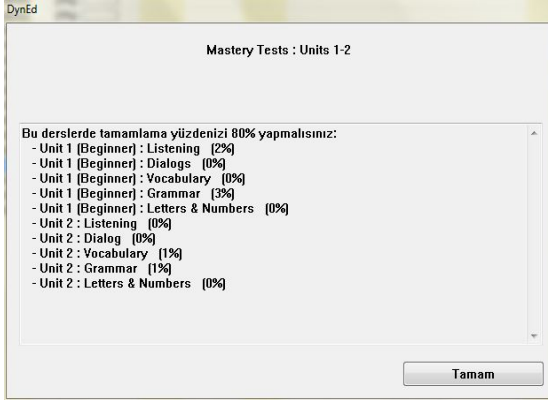 DynEd
Mastery Tests : Units 1-2
Bu derslerde tamamlama yüzdenizi 80% yapmalısınız:
- Unit 1 (Beginner) : Listening (2%)
- Unit 1 (Beginner) : Dialogs (0%)
- Unit 1 (Beginner) : Vocabulary (0%)
- Unit 1 (Beginner) : Grammar (3%)
- Unit 1 (Beginner) : Letters & Numbers (0%)
- Unit 2 : Listening (0%)
- Unit 2 : Dialog (0%)
- Unit 2 : Vocabulary (1%)
- Unit 2 : Grammar (1%)
- Unit 2 : Letters & Numbers (0%)
Tamam